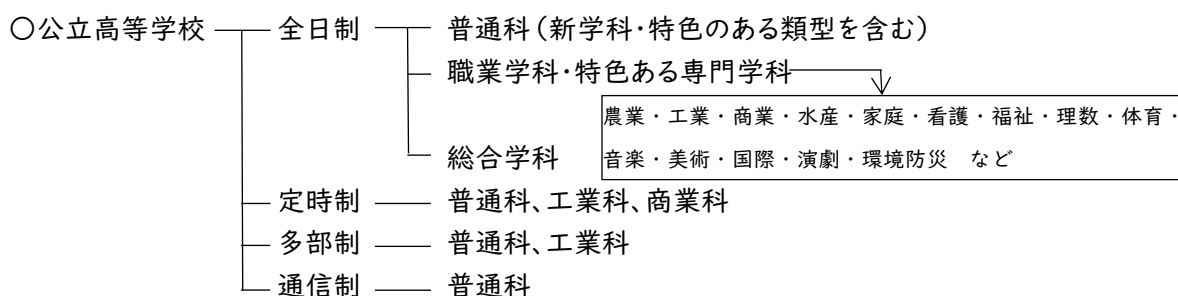 〇公立高等学校 全日制 普通科(新学科・特色のある類型を含む)
職業学科・特色ある専門学科
農業・工業・商業・水産・家庭・看護・福祉・理数・体育・
音楽・美術・国際・演劇・環境防災 など
総合学科
定時制 普通科、工業科、商業科
多部制 普通科、工業科
通信制 普通科